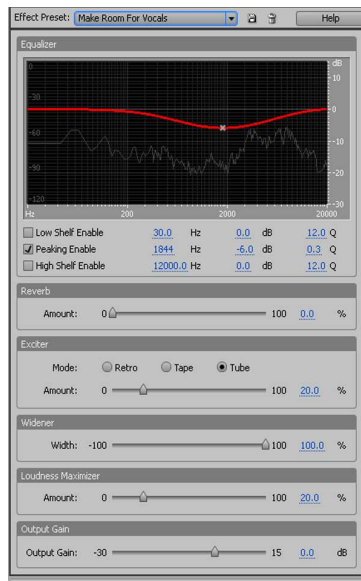 Effect Preset: Make Room For Vocals Help
Equalizer
dB
0 10
-30 0
-60 -10
-90 -20
-120 -30
Hz 200 2000 20000
Low Shelf Enable 30.0 Hz 0.0 dB 12.0 Q
Peaking Enable 1844 Hz -6.0 dB 0.3 Q
High Shelf Enable 12000.0 Hz 0.0 dB 12.0 Q
Reverb
Amount: 0 100 0.0 %
Exciter
Mode: Retro Tape Tube
Amount: 0 100 20.0 %
Widener
Width: -100 100 100.0 %
Loudness Maximizer
Amount: 0 100 20.0 %
Output Gain
Output Gain: -30 15 0.0 dB